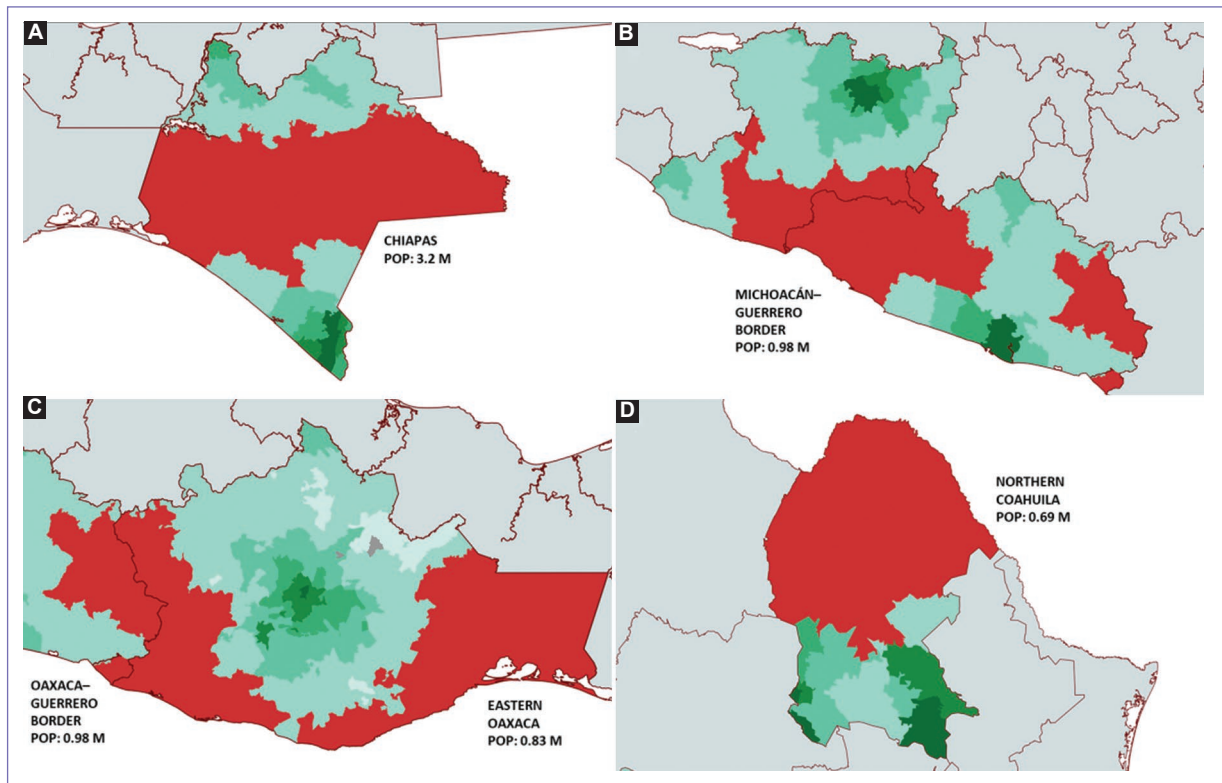 A
CHIAPAS
POP: 3.2 M
B
MICHOACÁN–
GUERRERO
BORDER
POP: 0.98 M
C
OAXACA–
GUERRERO
BORDER
POP: 0.98 M
EASTERN
OAXACA
POP: 0.83 M
D
NORTHERN
COAHUILA
POP: 0.69 M